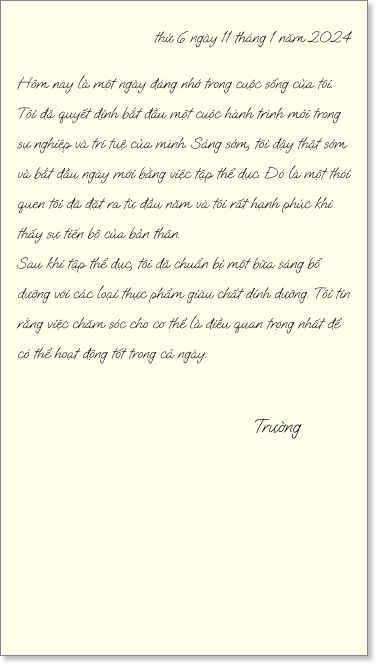 thứ 6 ngày 11 tháng 1 năm 2024
Hôm nay là một ngày đáng nhớ trong cuộc sống của tôi.
Tôi đã quyết định bắt đầu một cuộc hành trình mới trong
sự nghiệp và trí tuệ của mình. Sáng sớm, tôi dậy thật sớm
và bắt đầu ngày mới bằng việc tập thể dục. Đó là một thói
quen tôi đã đặt ra từ đầu năm và tôi rất hạnh phúc khi
thấy sự tiến bộ của bản thân.
Sau khi tập thể dục, tôi đã chuẩn bị một bữa sáng bổ
dưỡng với các loại thực phẩm giàu chất dinh dưỡng. Tôi tin
rằng việc chăm sóc cho cơ thể là điều quan trọng nhất để
có thể hoạt động tốt trong cả ngày.
Trường